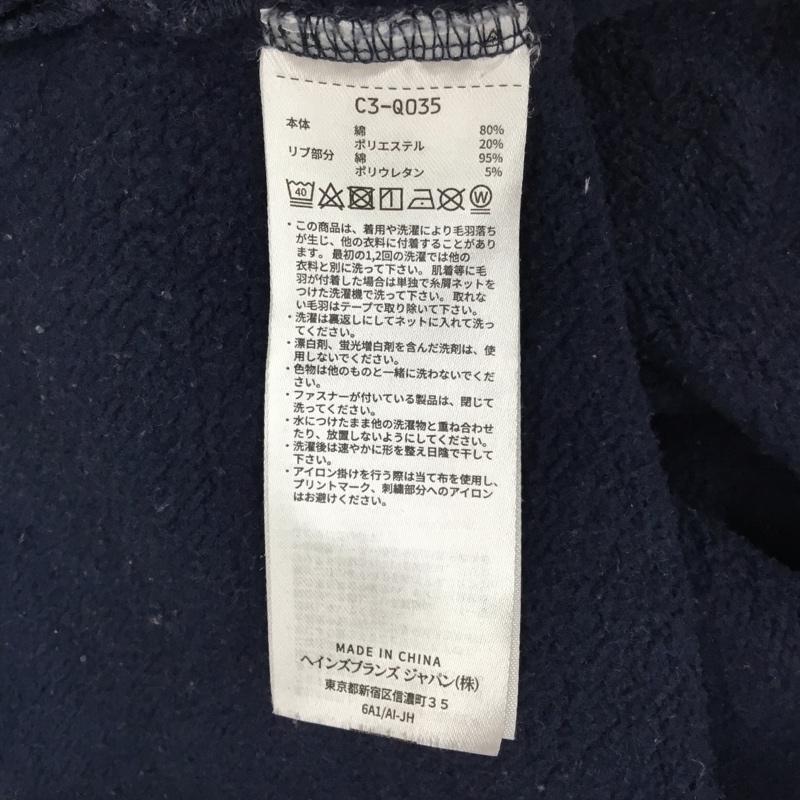 C3-Q035
本体 綿 80%
ポリエステル 20%
リブ部分 綿 95%
ポリウレタン 5%
40 W
・この商品は、着用や洗濯により毛羽落ち
が生じ、他の衣料に付着することがあり
ます。最初の1,2回の洗濯では他の
衣料と別に洗って下さい。肌着等に毛
羽が付着した場合は単独で糸屑ネットを
つけた洗濯機で洗って下さい。取れな
い毛羽はテープで取り除いて下さい。
・洗濯は裏返しにしてネットに入れて洗っ
てください。
・漂白剤、蛍光増白剤を含んだ洗剤は、使
用しないでください。
・色物は他のものと一緒に洗わないでくだ
さい。
・ファスナーが付いている製品は、閉じて
洗ってください。
・水につけたまま他の洗濯物と重ね合わせ
たり、放置しないようにしてください。
・洗濯後は速やかに形を整え日陰で干して
下さい。
・アイロン掛けを行う際は当て布を使用し、
プリントマーク、刺繍部分へのアイロン
はお避けください。
MADE IN CHINA
ヘインズブランズ ジャパン(株)
東京都新宿区信濃町35
6A1/AI-JH